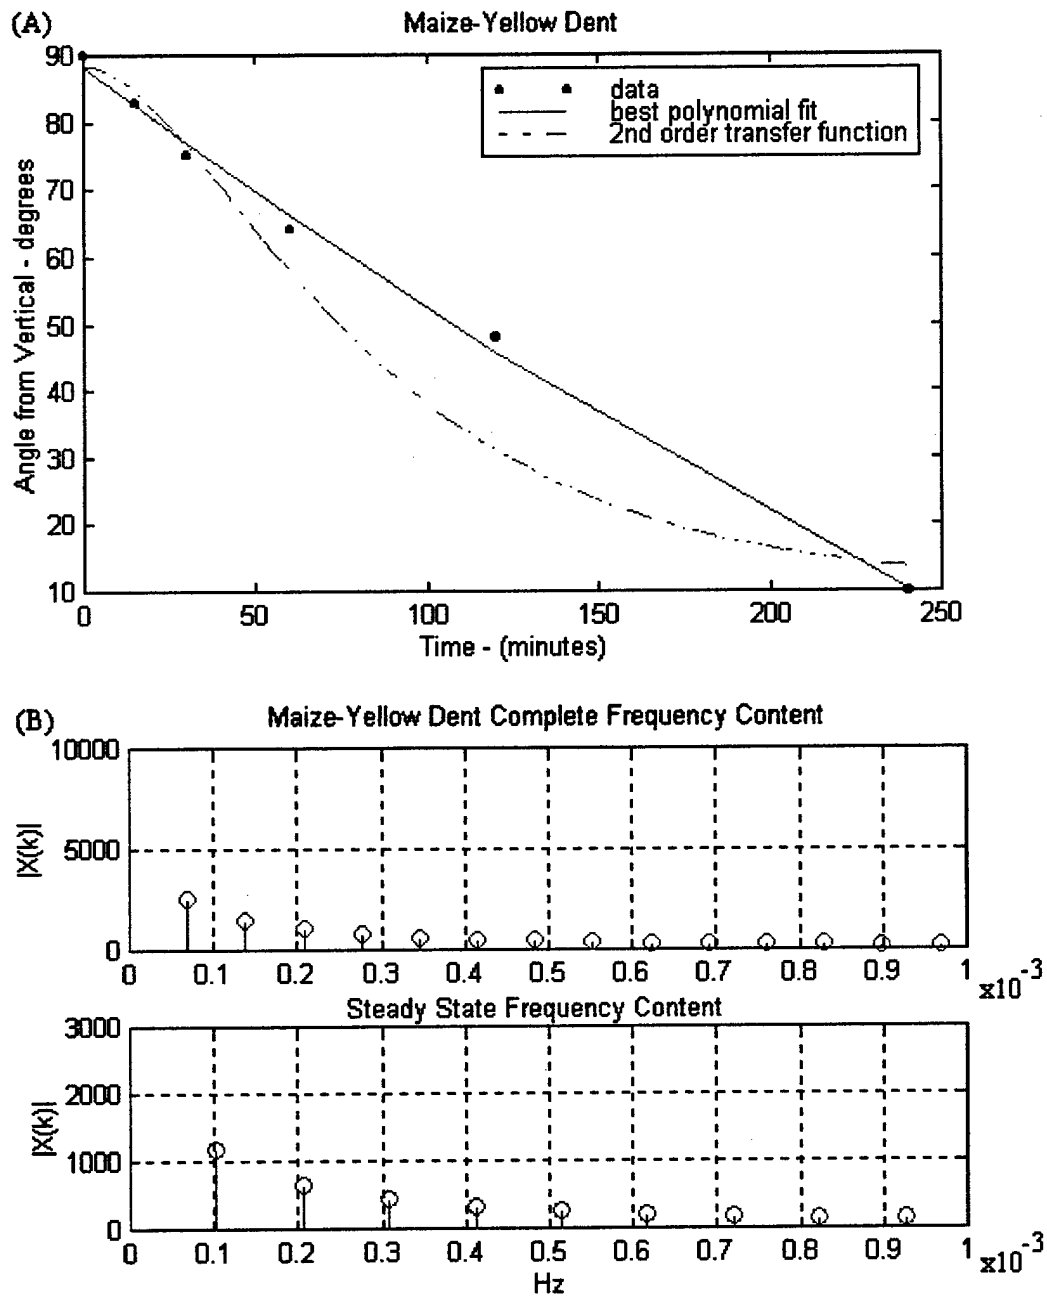 (A)
Maize-Yellow Dent
90
80
70
60
50
40
30
20
10
Angle from Vertical - degrees
data
best polynomial fit
2nd order transfer function
0 50 100 150 200 250
Time - (minutes)
(B)
Maize-Yellow Dent Complete Frequency Content
10000
5000
0
|X(k)|
0 0.1 0.2 0.3 0.4 0.5 0.6 0.7 0.8 0.9 1
x10-3
Steady State Frequency Content
3000
2000
1000
0
|X(k)|
0 0.1 0.2 0.3 0.4 0.5 0.6 0.7 0.8 0.9 1
x10-3
Hz